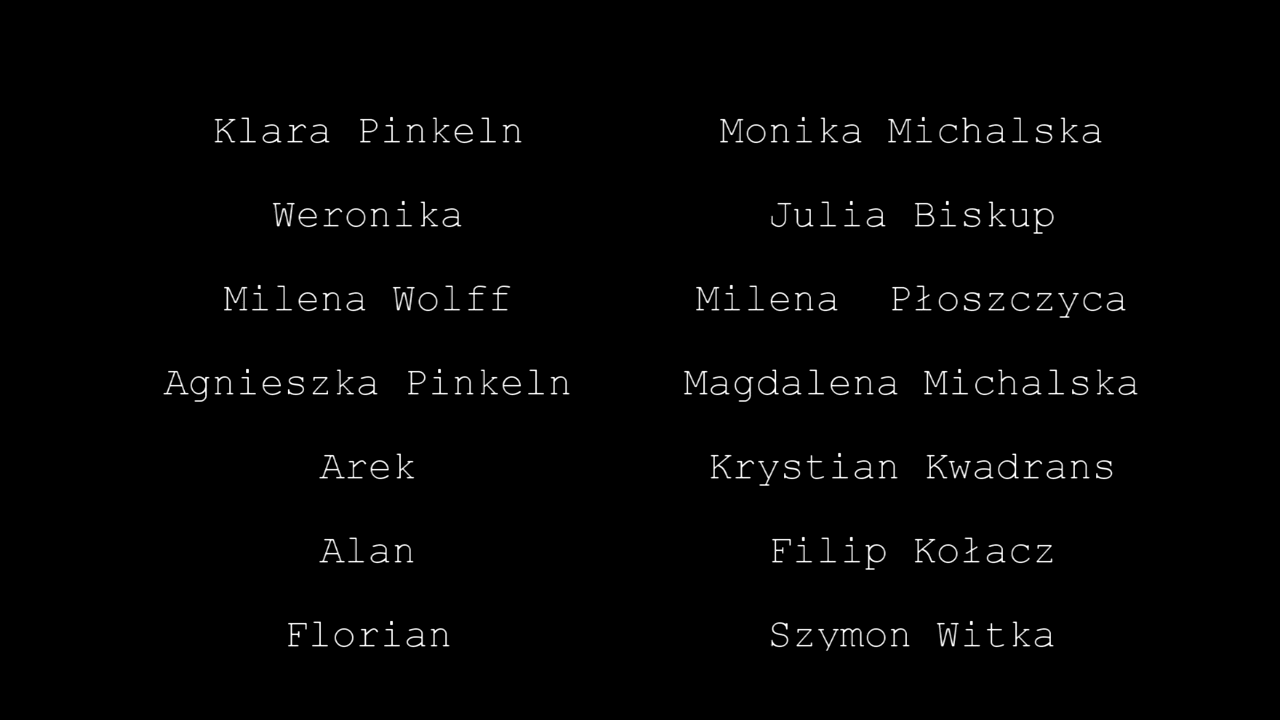 Klara Pinkeln Monika Michalska
Weronika Julia Biskup
Milena Wolff Milena Płoszczyca
Agnieszka Pinkeln Magdalena Michalska
Arek Krystian Kwadrans
Alan Filip Kołacz
Florian Szymon Witka